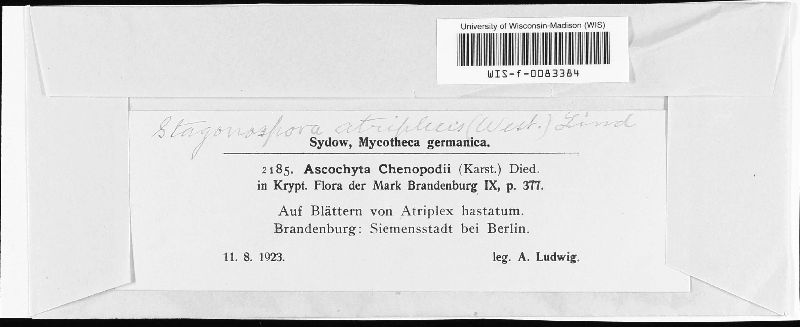 University of Wisconsin-Madison (WIS)
WIS-f-0083384
Stagonospora atriplicis (West.) Lind
Sydow, Mycotheca germanica.
2185. Ascochyta Chenopodii (Karst.) Died.
in Krypt. Flora der Mark Brandenburg IX, p. 377.
Auf Blättern von Atriplex hastatum.
Brandenburg: Siemensstadt bei Berlin.
11. 8. 1923. leg. A. Ludwig.